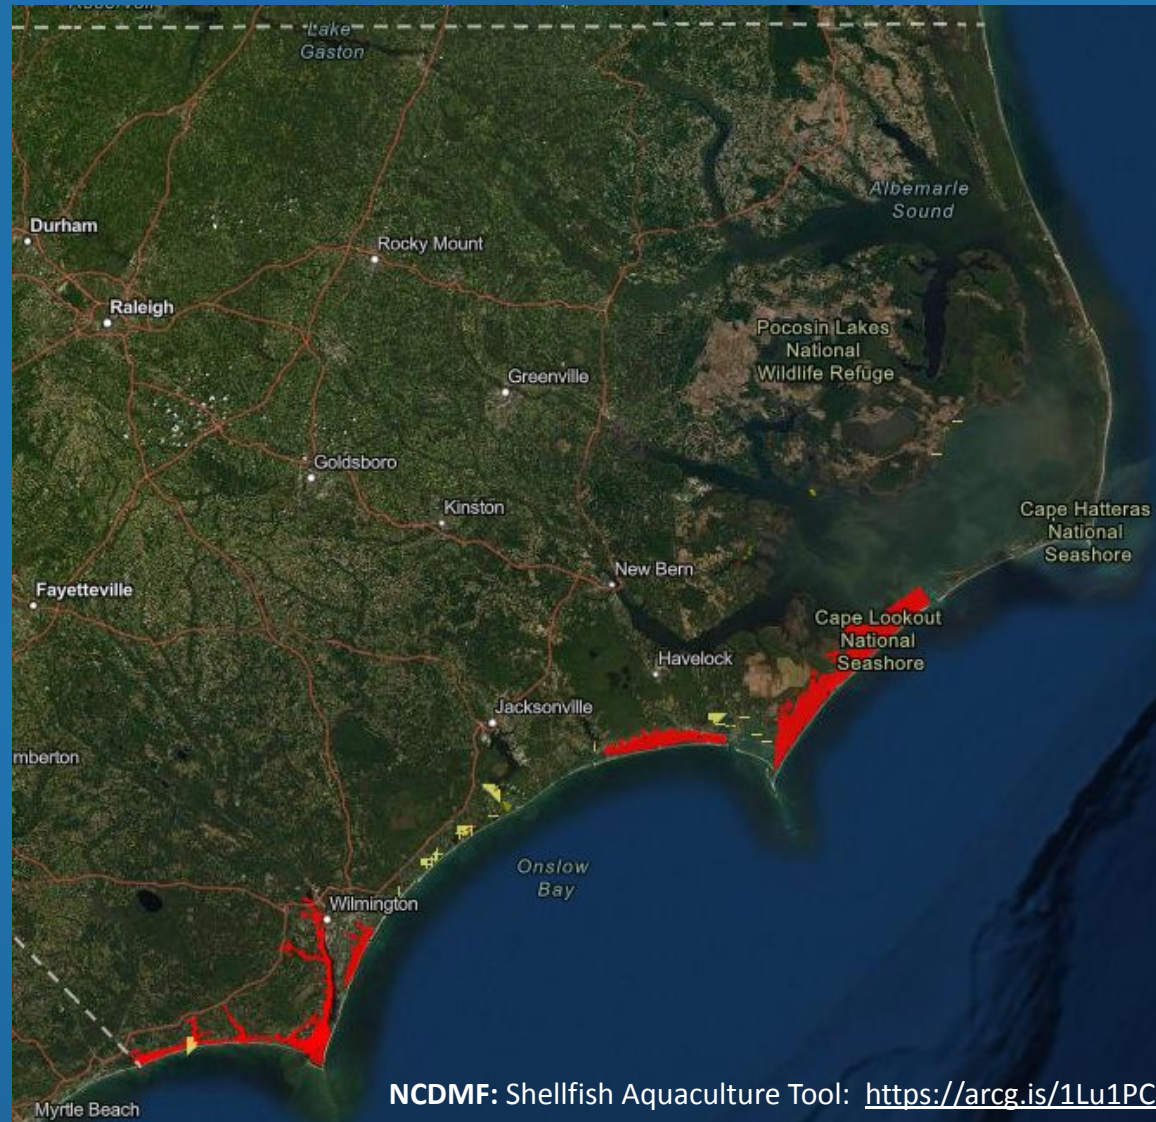 Reservoir
Lake
Gaston
Albemarle
Sound
Durham
Rocky Mount
Raleigh
Pocosin Lakes
National
Wildlife Refuge
Greenville
Goldsboro
Kinston
Cape Hatteras
National
Seashore
New Bern
Fayetteville
Cape Lookout
National
Seashore
Havelock
Jacksonville
mberton
Onslow
Bay
Wilmington
NCDMF: Shellfish Aquaculture Tool: https://arcg.is/1Lu1PC
Myrtle Beach